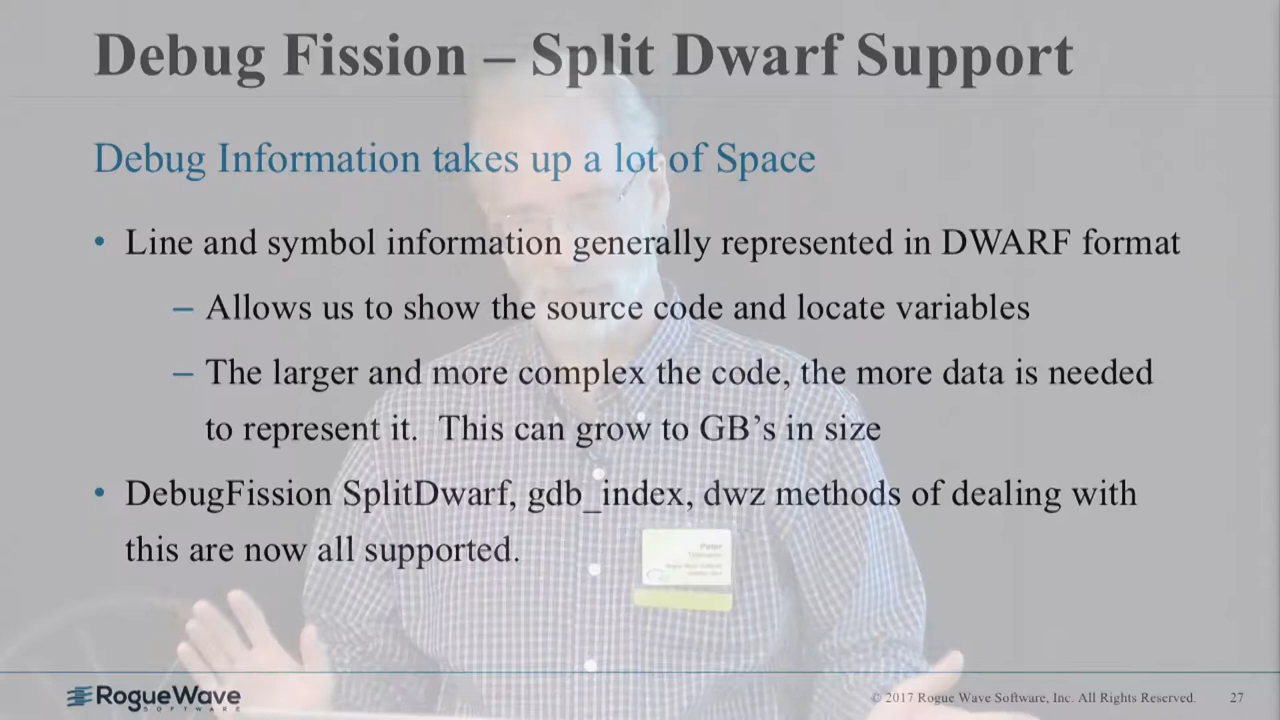 Debug Fission – Split Dwarf Support
Debug Information takes up a lot of Space
• Line and symbol information generally represented in DWARF format
– Allows us to show the source code and locate variables
– The larger and more complex the code, the more data is needed
to represent it.  This can grow to GB’s in size
• DebugFission SplitDwarf, gdb_index, dwz methods of dealing with
this are now all supported.
Peter
RogueWave
SOFTWARE
© 2017 Rogue Wave Software, Inc. All Rights Reserved.
27